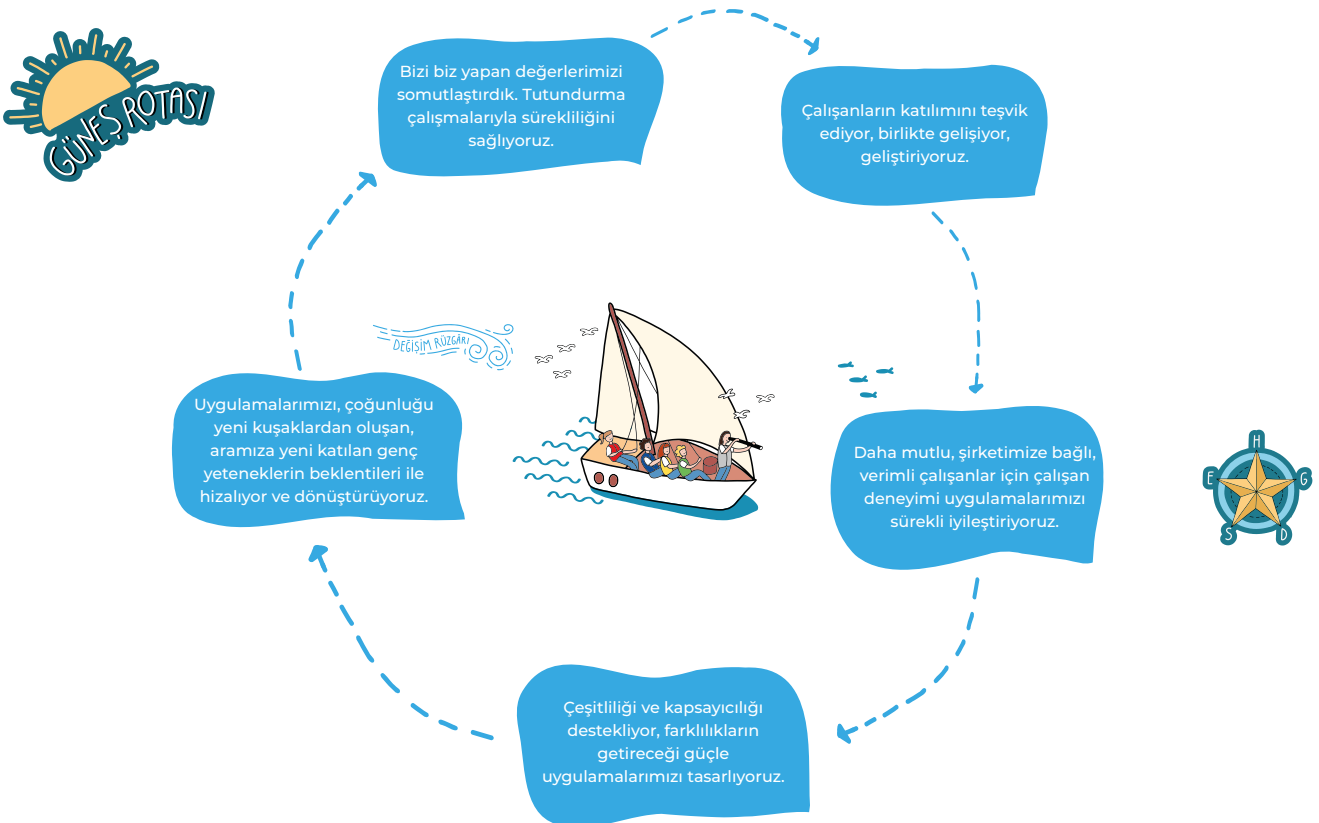 GÜNEŞ ROTASI
Bizi biz yapan değerlerimizi
somutlaştırdık. Tutundurma
çalışmalarıyla sürekliliğini
sağlıyoruz.
Çalışanların katılımını teşvik
ediyor, birlikte gelişiyor,
geliştiriyoruz.
DEĞİŞİM RÜZGÂRI
Uygulamalarımızı, çoğunluğu
yeni kuşaklardan oluşan,
aramıza yeni katılan genç
yeteneklerin beklentileri ile
hizalıyor ve dönüştürüyoruz.
Daha mutlu, şirketimize bağlı,
verimli çalışanlar için çalışan
deneyimi uygulamalarımızı
sürekli iyileştiriyoruz.
H
E
G
S
D
Çeşitliliği ve kapsayıcılığı
destekliyor, farklılıkların
getireceği güçle
uygulamalarımızı tasarlıyoruz.